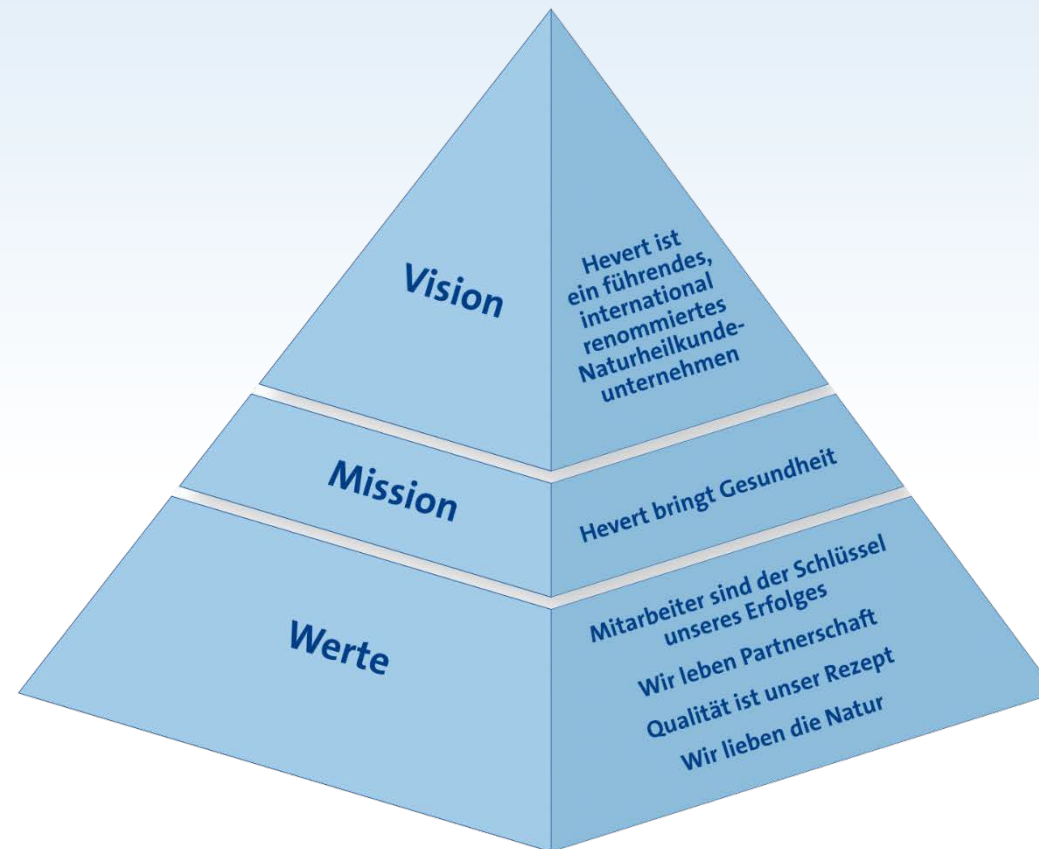 Vision
Hevert ist
ein führendes,
international
renommiertes
Naturheilkunde-
unternehmen
Mission
Hevert bringt Gesundheit
Werte
Mitarbeiter sind der Schlüssel
unseres Erfolges
Wir leben Partnerschaft
Qualität ist unser Rezept
Wir lieben die Natur